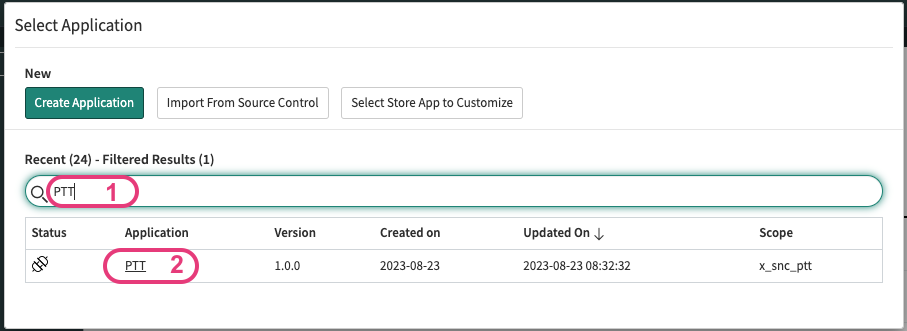 Select Application
New
Create Application Import From Source Control Select Store App to Customize
Recent (24) - Filtered Results (1)
PTT 1
Status Application Version Created on Updated On ↓ Scope
PTT 2 1.0.0 2023-08-23 2023-08-23 08:32:32 x_snc_ptt